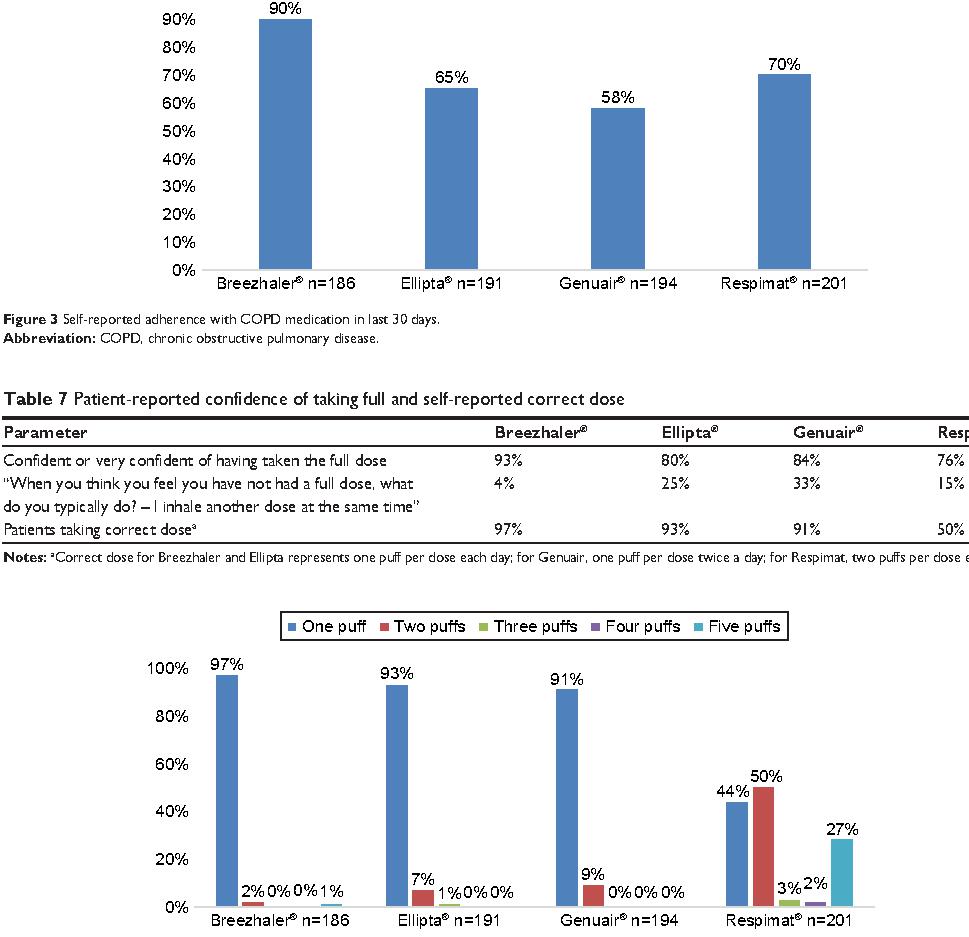 90%
90%
80%
70%
70%
65%
60%
58%
50%
40%
30%
20%
10%
0%
Breezhaler® n=186 Ellipta® n=191 Genuair® n=194 Respimat® n=201
Figure 3 Self-reported adherence with COPD medication in last 30 days.
Abbreviation: COPD, chronic obstructive pulmonary disease.
Table 7 Patient-reported confidence of taking full and self-reported correct dose
Parameter Breezhaler® Ellipta® Genuair® Resp
Confident or very confident of having taken the full dose 93% 80% 84% 76%
“When you think you feel you have not had a full dose, what 4% 25% 33% 15%
do you typically do? – I inhale another dose at the same time”
Patients taking correct doseª 97% 93% 91% 50%
Notes: ªCorrect dose for Breezhaler and Ellipta represents one puff per dose each day; for Genuair, one puff per dose twice a day; for Respimat, two puffs per dose e
One puff Two puffs Three puffs Four puffs Five puffs
100%
80%
60%
40%
20%
0%
97% 2% 0% 0% 1%
93% 7% 1% 0% 0%
91% 9% 0% 0% 0%
44% 50% 3% 2% 27%
Breezhaler® n=186 Ellipta® n=191 Genuair® n=194 Respimat® n=201